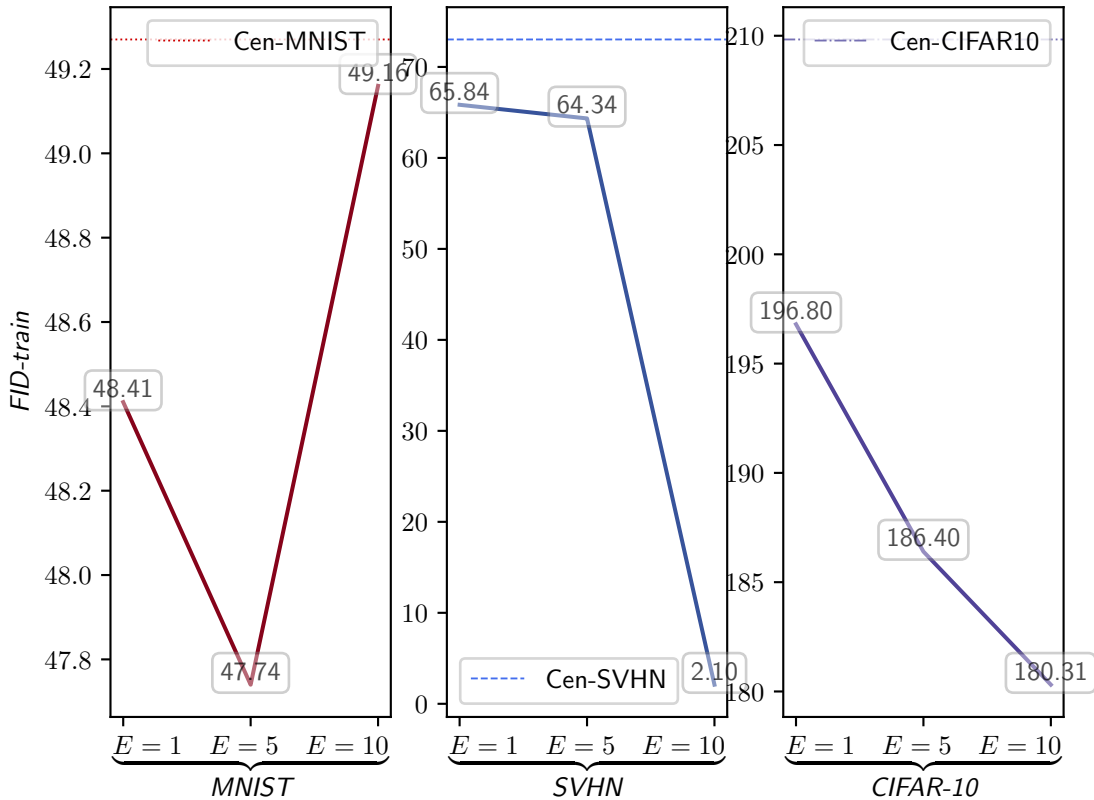 Cen-MNIST
Cen-SVHN
Cen-CIFAR10
FID-train
49.2
49.0
48.8
48.6
48.4
48.2
48.0
47.8
48.41
47.74
49.16
E = 1
E = 5
E = 10
MNIST
70
60
50
40
30
20
10
0
65.84
64.34
2.10
E = 1
E = 5
E = 10
SVHN
210
205
200
195
190
185
180
196.80
186.40
180.31
E = 1
E = 5
E = 10
CIFAR-10